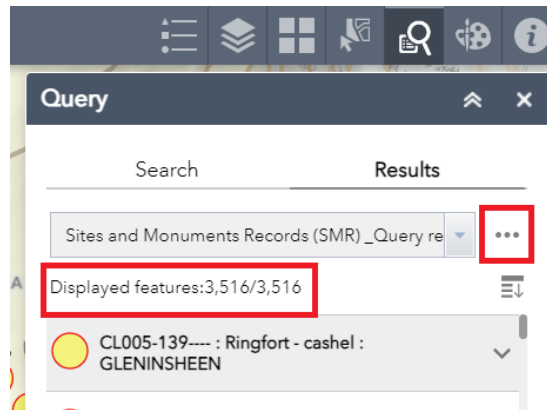 Query
Search
Results
Sites and Monuments Records (SMR) _Query re
Displayed features:3,516/3,516
CL005-139---- : Ringfort - cashel :
GLENINSHEEN